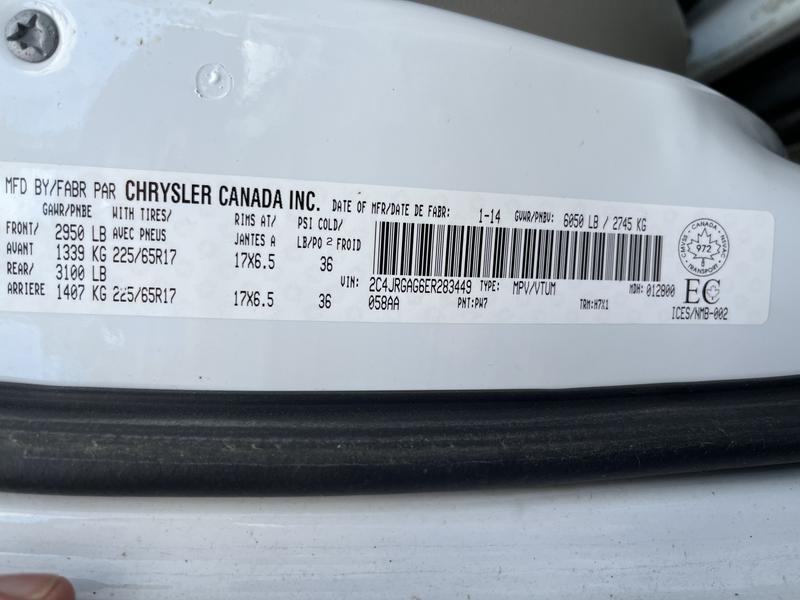 MFD BY/FABR PAR CHRYSLER CANADA INC. DATE OF MFR/DATE DE FABR: 1-14 GVWR/PNBV: 6050 LB / 2745 KG
GAWR/PNBE WITH TIRES/ RIMS AT/ PSI COLD/
FRONT/ 2950 LB AVEC PNEUS JANTES A LB/PO2 FROID
AVANT 1339 KG 225/65R17 17X6.5 36
REAR/ 3100 LB
ARRIERE 1407 KG 225/65R17 17X6.5 36
VIN: 2C4JRGAG6ER283449 TYPE: MPV/VTUM MDH: 012800
058AA PNT:PW7 TRM:H7X1
CMVSS CANADA NSVAC
972
TRANSPORT
EC
ICES/NMB-002